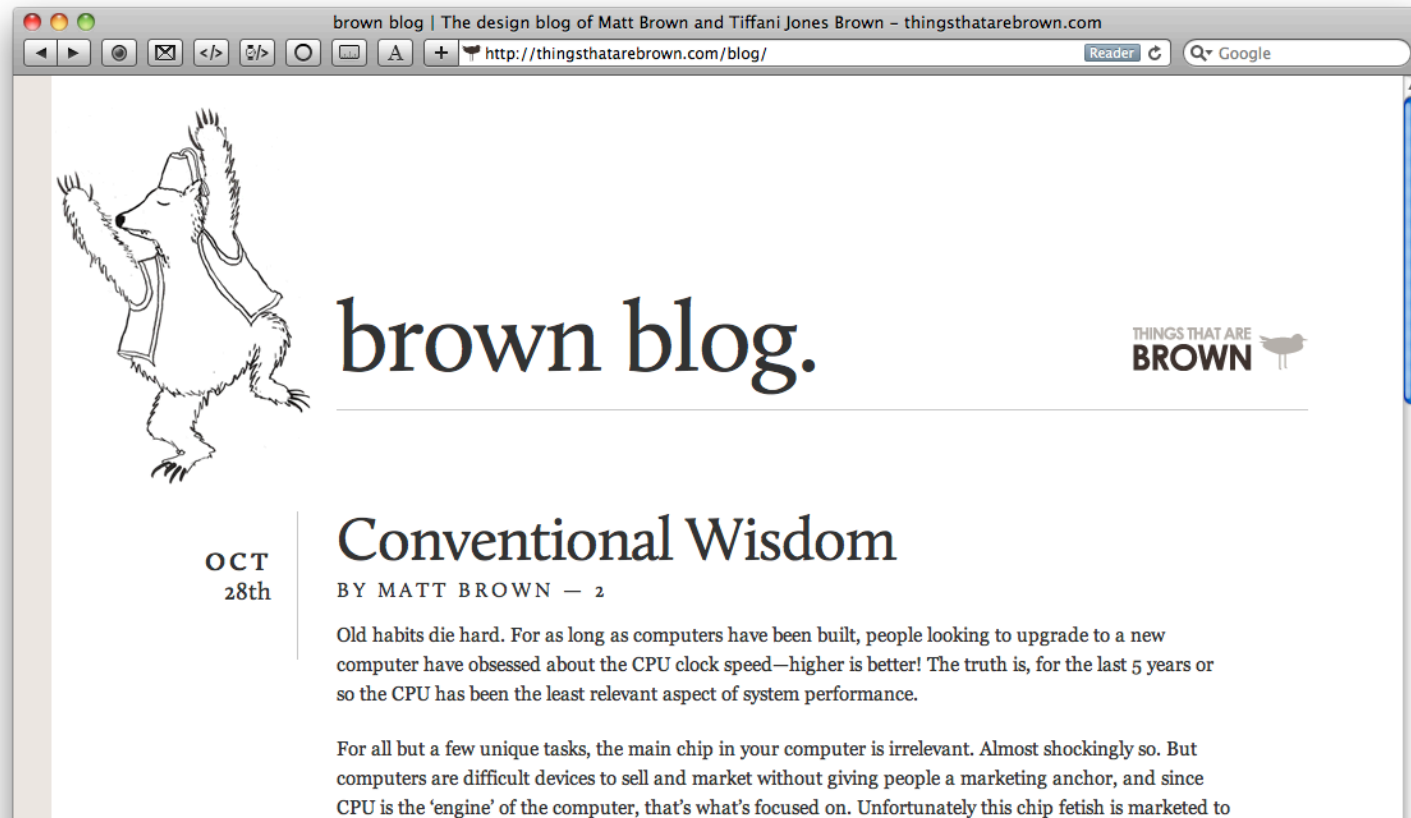 brown blog | The design blog of Matt Brown and Tiffani Jones Brown – thingsthatarebrown.com
</> </> A + http://thingsthatarebrown.com/blog/ Reader Google
brown blog.
THINGS THAT ARE
BROWN
OCT
28th
Conventional Wisdom
BY MATT BROWN — 2
Old habits die hard. For as long as computers have been built, people looking to upgrade to a new
computer have obsessed about the CPU clock speed—higher is better! The truth is, for the last 5 years or
so the CPU has been the least relevant aspect of system performance.
For all but a few unique tasks, the main chip in your computer is irrelevant. Almost shockingly so. But
computers are difficult devices to sell and market without giving people a marketing anchor, and since
CPU is the ‘engine’ of the computer, that’s what’s focused on. Unfortunately this chip fetish is marketed to